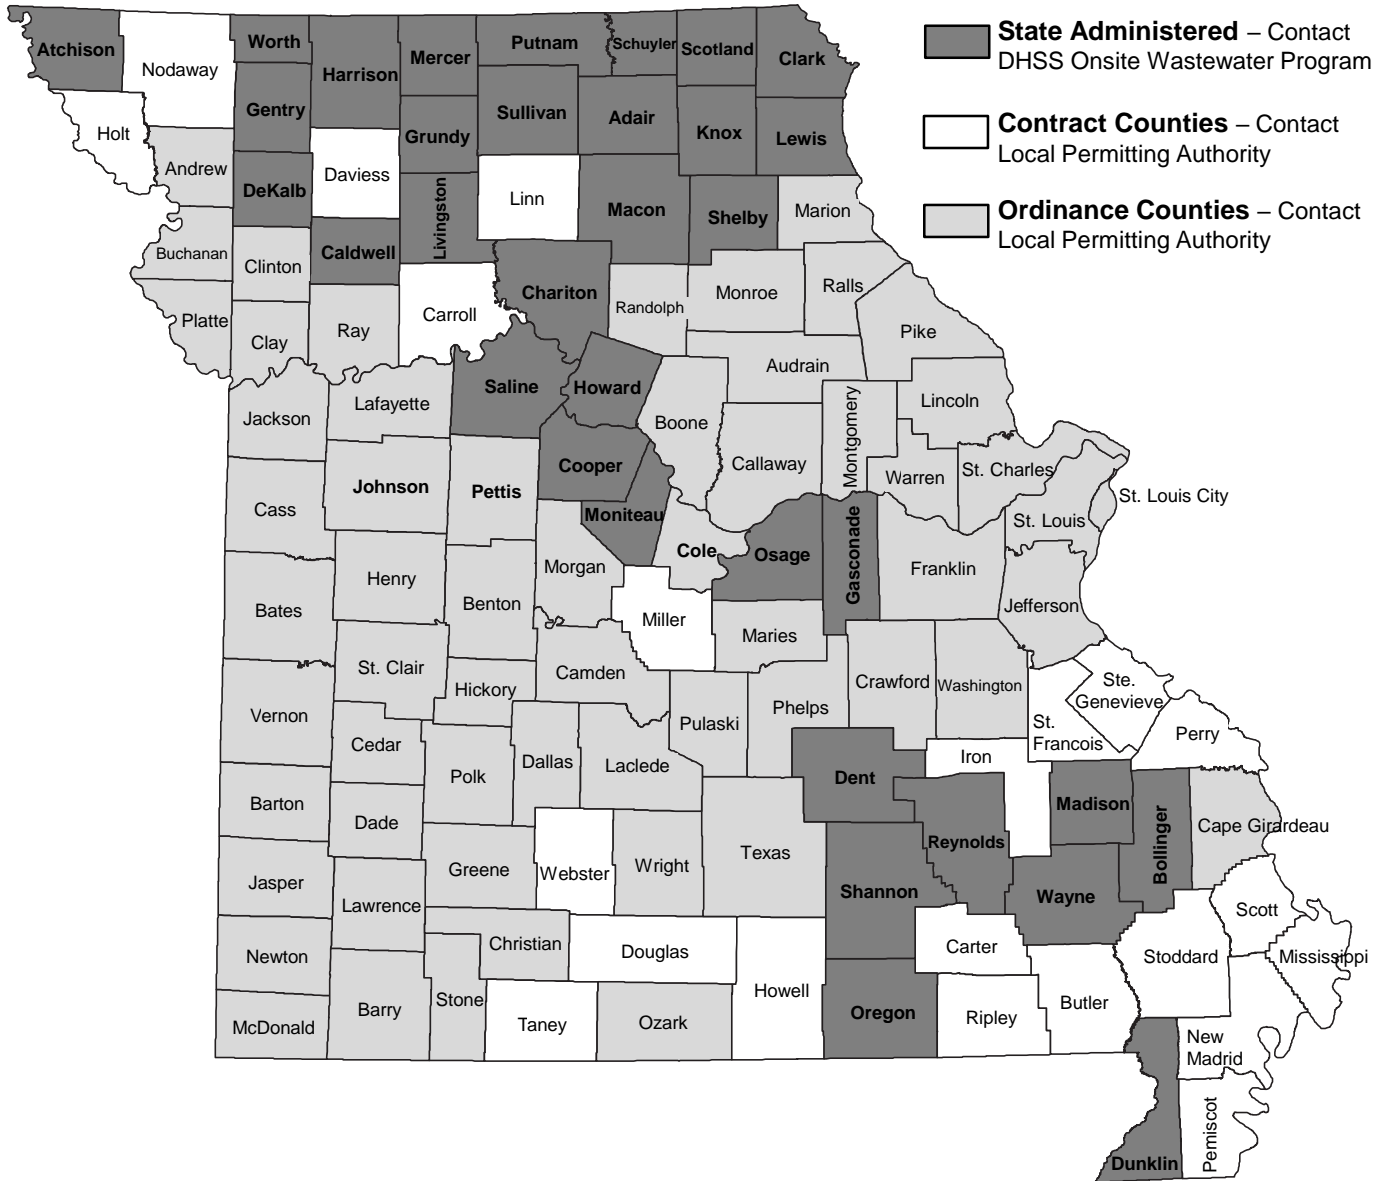 State Administered – Contact
DHSS Onsite Wastewater Program
Contract Counties – Contact
Local Permitting Authority
Ordinance Counties – Contact
Local Permitting Authority
Atchison
Nodaway
Worth
Harrison
Mercer
Putnam
Schuyler
Scotland
Clark
Holt
Gentry
Grundy
Sullivan
Adair
Knox
Lewis
Andrew
DeKalb
Daviess
Livingston
Linn
Macon
Shelby
Marion
Buchanan
Clinton
Caldwell
Chariton
Randolph
Monroe
Ralls
Platte
Clay
Ray
Carroll
Pike
Audrain
Saline
Howard
Jackson
Lafayette
Boone
Montgomery
Lincoln
Callaway
Warren
St. Charles
Cooper
Johnson
Pettis
St. Louis City
Cass
Moniteau
St. Louis
Cole
Osage
Gasconade
Franklin
Morgan
Henry
Benton
Jefferson
Bates
Miller
Maries
St. Clair
Camden
Hickory
Crawford
Washington
Ste.
Genevieve
Vernon
Pulaski
Phelps
St.
Francois
Perry
Cedar
Dallas
Laclede
Iron
Polk
Dent
Barton
Dade
Madison
Cape Girardeau
Bollinger
Reynolds
Texas
Greene
Webster
Wright
Jasper
Shannon
Wayne
Lawrence
Scott
Christian
Douglas
Carter
Newton
Stoddard
Mississippi
Howell
Stone
Butler
Barry
Oregon
Ripley
McDonald
Taney
Ozark
New
Madrid
Pemiscot
Dunklin